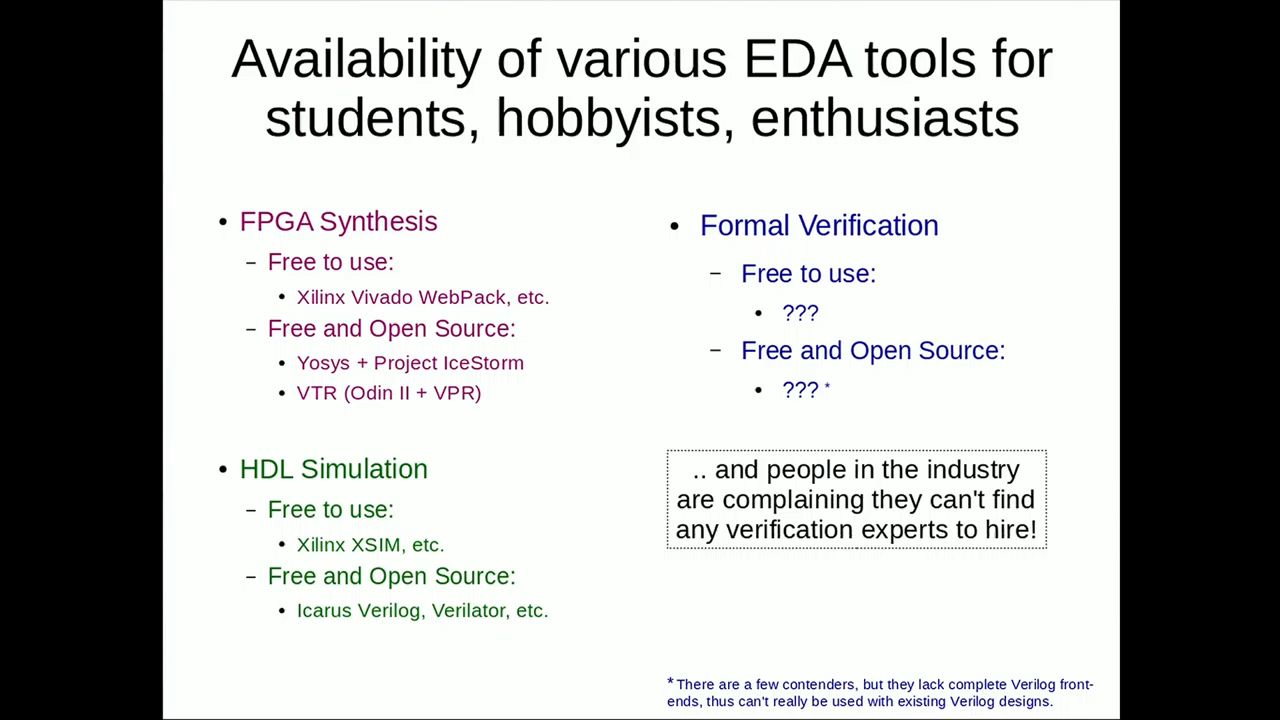 Availability of various EDA tools for
students, hobbyists, enthusiasts
• FPGA Synthesis
– Free to use:
• Xilinx Vivado WebPack, etc.
– Free and Open Source:
• Yosys + Project IceStorm
• VTR (Odin II + VPR)
• HDL Simulation
– Free to use:
• Xilinx XSIM, etc.
– Free and Open Source:
• Icarus Verilog, Verilator, etc.
• Formal Verification
– Free to use:
• ???
– Free and Open Source:
• ??? *
.. and people in the industry
are complaining they can't find
any verification experts to hire!
* There are a few contenders, but they lack complete Verilog front-
ends, thus can't really be used with existing Verilog designs.